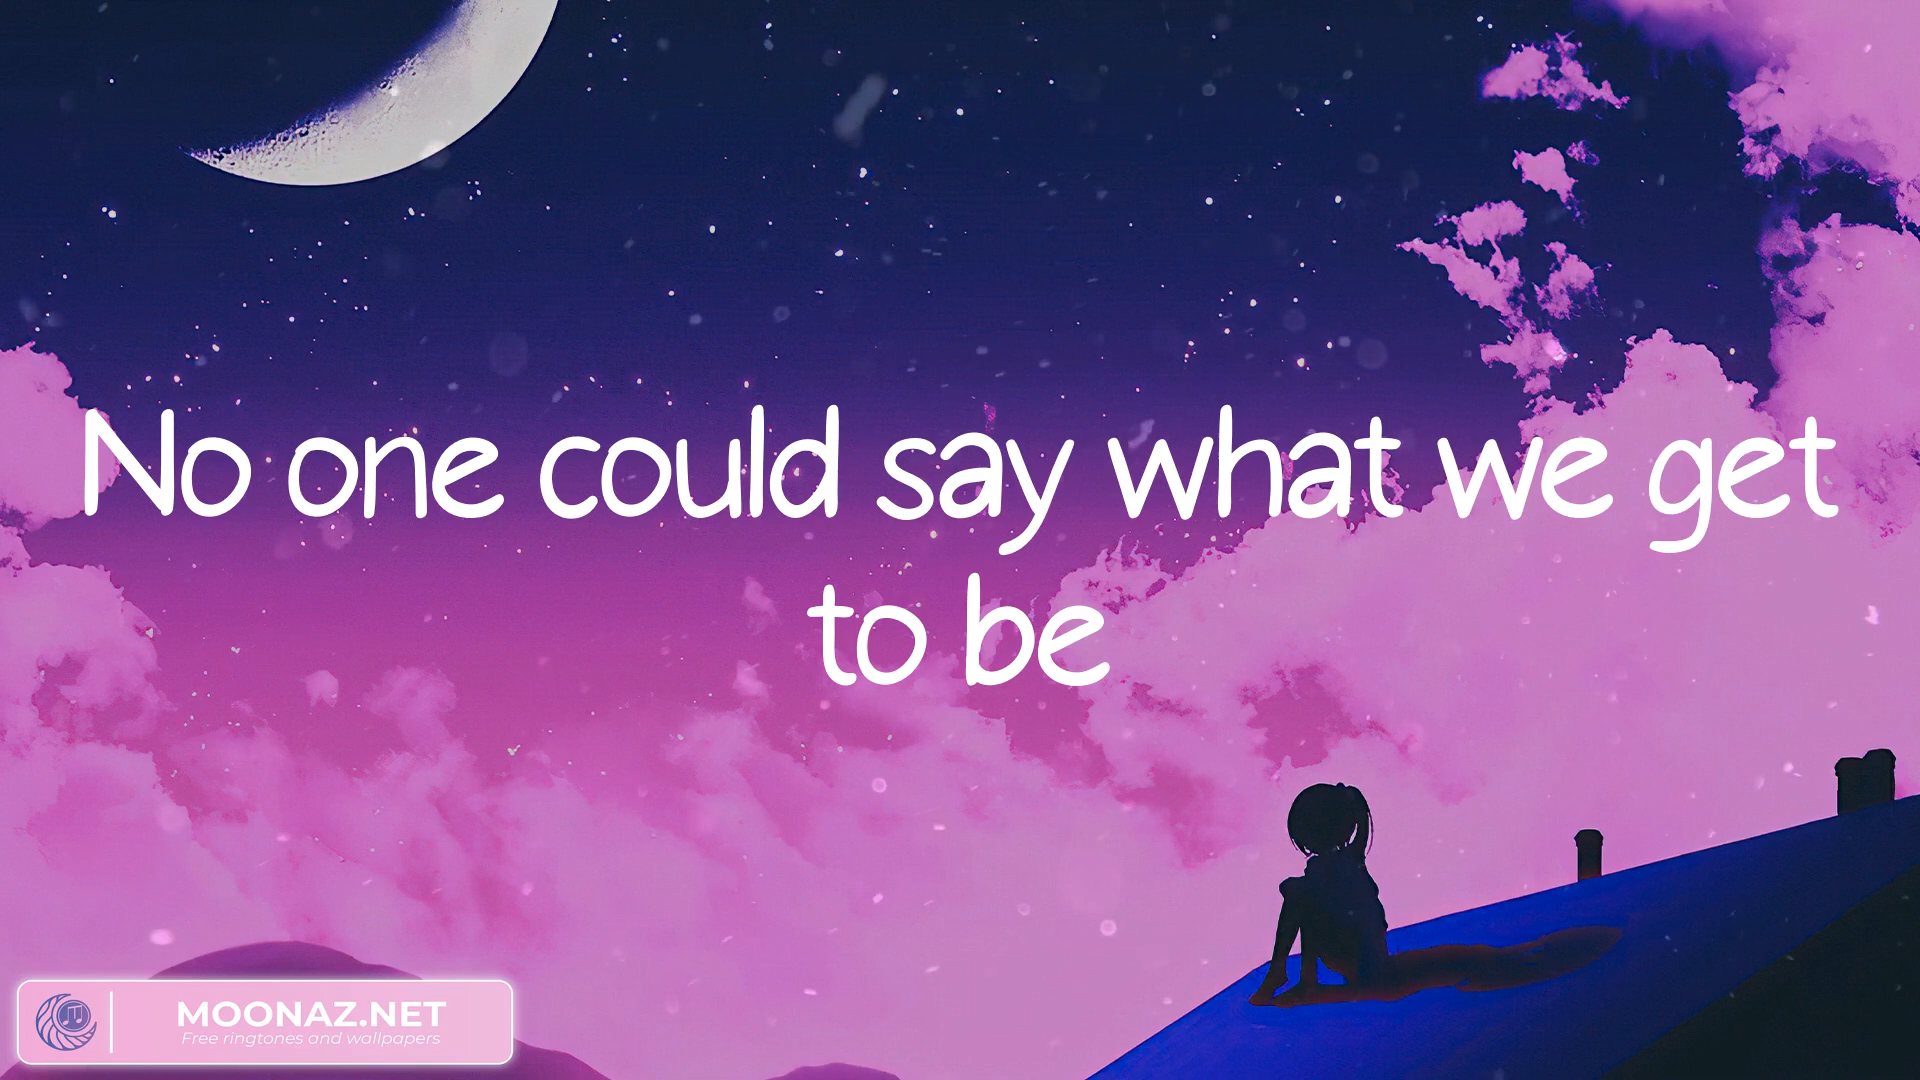 No one could say what we get
to be
MOONAZ.NET
Free ringtones and wallpapers